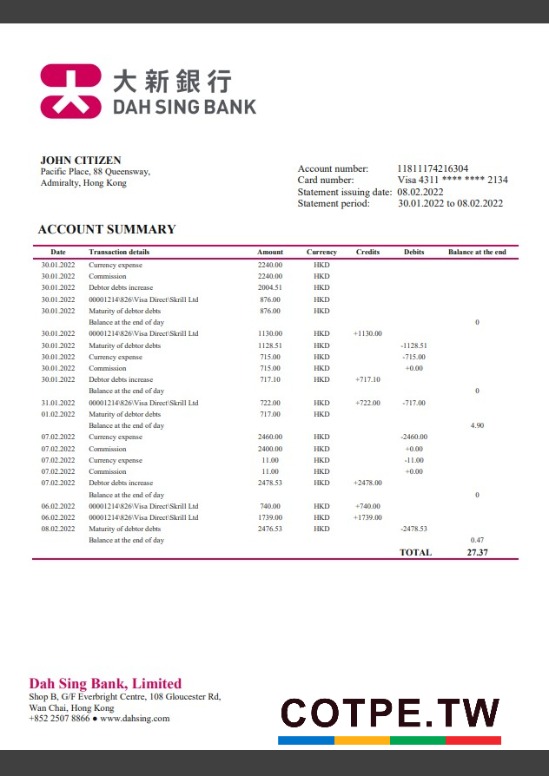 大新銀行
DAH SING BANK
JOHN CITIZEN
Pacific Place, 88 Queensway,
Admiralty, Hong Kong
Account number: 11811174216304
Card number: Visa 4311 **** **** 2134
Statement issuing date: 08.02.2022
Statement period: 30.01.2022 to 08.02.2022
ACCOUNT SUMMARY
Date Transaction details Amount Currency Credits Debits Balance at the end
30.01.2022 Currency expense 2240.00 HKD
30.01.2022 Commission 2240.00 HKD
30.01.2022 Debtor debts increase 2004.51 HKD
30.01.2022 00001214\826\Visa Direct\Skrill Ltd 876.00 HKD
30.01.2022 Maturity of debtor debts 876.00 HKD
Balance at the end of day 0
30.01.2022 00001214\826\Visa Direct\Skrill Ltd 1130.00 HKD +1130.00
30.01.2022 Maturity of debtor debts 1128.51 HKD -1128.51
30.01.2022 Currency expense 715.00 HKD -715.00
30.01.2022 Commission 715.00 HKD +0.00
30.01.2022 Debtor debts increase 717.10 HKD +717.10
Balance at the end of day 0
31.01.2022 00001214\826\Visa Direct\Skrill Ltd 722.00 HKD +722.00 -717.00
01.02.2022 Maturity of debtor debts 717.00 HKD
Balance at the end of day 4.90
07.02.2022 Currency expense 2460.00 HKD -2460.00
07.02.2022 Commission 2400.00 HKD +0.00
07.02.2022 Currency expense 11.00 HKD -11.00
07.02.2022 Commission 11.00 HKD +0.00
07.02.2022 Debtor debts increase 2478.53 HKD +2478.00
Balance at the end of day 0
06.02.2022 00001214\826\Visa Direct\Skrill Ltd 740.00 HKD +740.00
06.02.2022 00001214\826\Visa Direct\Skrill Ltd 1739.00 HKD +1739.00
08.02.2022 Maturity of debtor debts 2476.53 HKD -2478.53
Balance at the end of day 0.47
TOTAL 27.37
Dah Sing Bank, Limited
Shop B, G/F Everbright Centre, 108 Gloucester Rd,
Wan Chai, Hong Kong
+852 2507 8866 ● www.dahsing.com
COTPE.TW